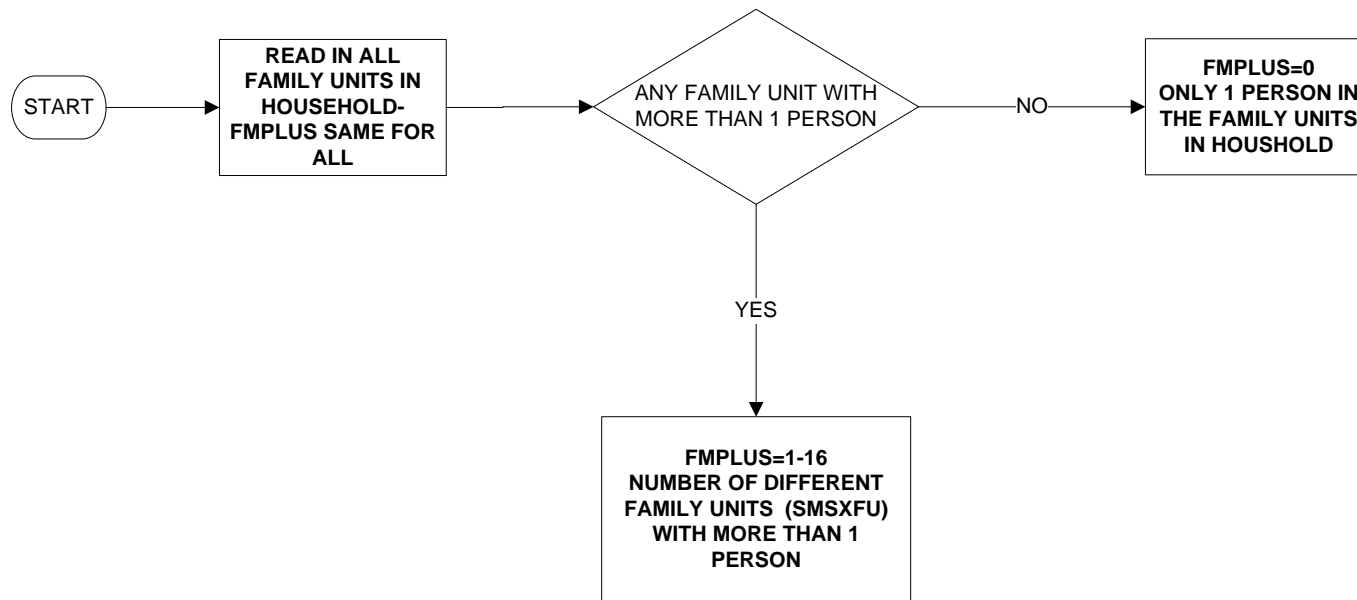 START
READ IN ALL
FAMILY UNITS IN
HOUSEHOLD-
FMPLUS SAME FOR
ALL
ANY FAMILY UNIT WITH
MORE THAN 1 PERSON
NO
FMPLUS=0
ONLY 1 PERSON IN
THE FAMILY UNITS
IN HOUSHOLD
YES
FMPLUS=1-16
NUMBER OF DIFFERENT
FAMILY UNITS (SMSXFU)
WITH MORE THAN 1
PERSON